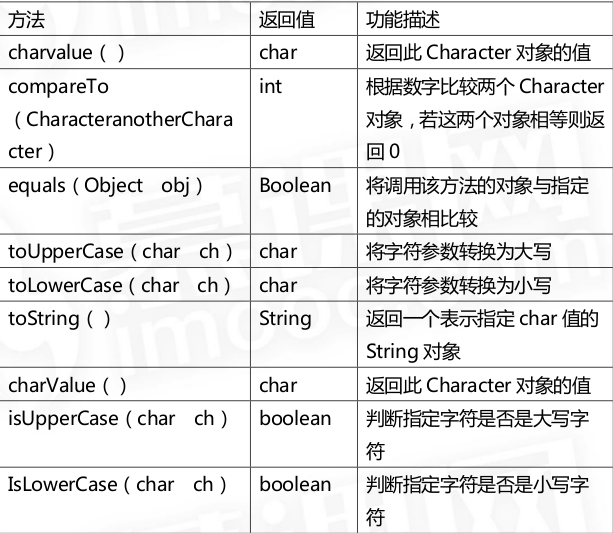 方法 返回值 功能描述
charvalue（ ） char 返回此 Character 对象的值
compareTo int 根据数字比较两个 Character
（CharacteranotherChara 对象，若这两个对象相等则返
cter） 回 0
equals（Object obj） Boolean 将调用该方法的对象与指定
的对象相比较
toUpperCase（char ch） char 将字符参数转换为大写
toLowerCase（char ch） char 将字符参数转换为小写
toString（ ） String 返回一个表示指定 char 值的
String 对象
charValue（ ） char 返回此 Character 对象的值
isUpperCase（char ch） boolean 判断指定字符是否是大写字
符
IsLowerCase（char ch） boolean 判断指定字符是否是小写字
符